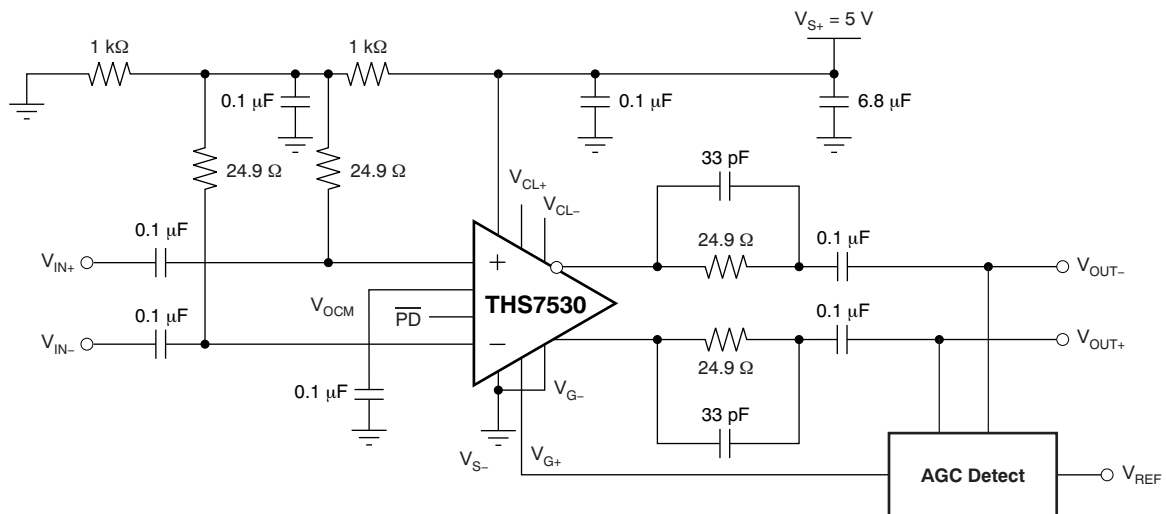 V_S+ = 5 V
1 kΩ
1 kΩ
0.1 µF
0.1 µF
6.8 µF
24.9 Ω
24.9 Ω
33 pF
V_CL+
V_CL−
0.1 µF
24.9 Ω
0.1 µF
V_IN+
+
V_OUT−
V_OCM
PD
THS7530
0.1 µF
0.1 µF
V_IN−
−
V_OUT+
24.9 Ω
0.1 µF
V_G−
33 pF
V_S−
V_G+
AGC Detect
V_REF